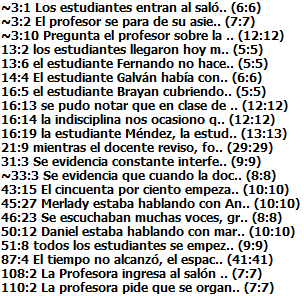 ~3:1 Los estudiantes entran al saló.. (6:6)
~3:2 El profesor se para de su asie.. (7:7)
~3:10 Pregunta el profesor sobre la .. (12:12)
13:2 los estudiantes llegaron hoy m.. (5:5)
13:6 el estudiante Fernando no hace.. (5:5)
14:4 El estudiante Galván había con.. (6:6)
16:5 el estudiante Brayan cubriendo.. (5:5)
16:13 se pudo notar que en clase de .. (12:12)
16:14 la indisciplina nos ocasiono q.. (12:12)
16:19 la estudiante Méndez, la estud.. (13:13)
21:9 mientras el docente reviso, fo.. (29:29)
31:3 Se evidencia constante interfe.. (9:9)
~33:3 Se evidencia que cuando la doc.. (8:8)
43:15 El cincuenta por ciento empeza.. (10:10)
45:27 Merlady estaba hablando con An.. (10:10)
46:23 Se escuchaban muchas voces, gr.. (8:8)
50:12 Daniel estaba hablando con mar.. (10:10)
51:8 todos los estudiantes se empez.. (9:9)
87:4 El tiempo no alcanzó, el espac.. (41:41)
108:2 La Profesora ingresa al salón .. (7:7)
110:2 La profesora pide que se organ.. (7:7)